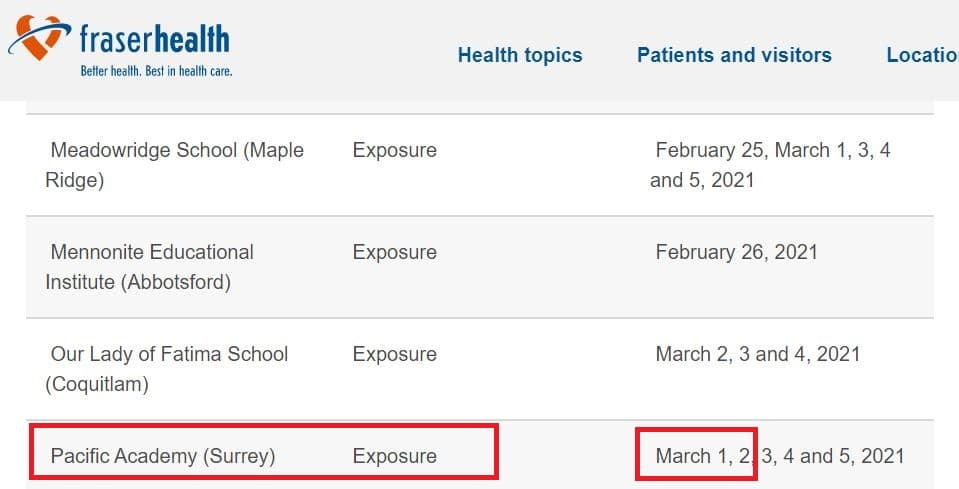 fraserhealth
Better health. Best in health care.
Health topics Patients and visitors Locatio
Meadowridge School (Maple Exposure February 25, March 1, 3, 4
Ridge) and 5, 2021
Mennonite Educational Exposure February 26, 2021
Institute (Abbotsford)
Our Lady of Fatima School Exposure March 2, 3 and 4, 2021
(Coquitlam)
Pacific Academy (Surrey) Exposure March 1, 2, 3, 4 and 5, 2021